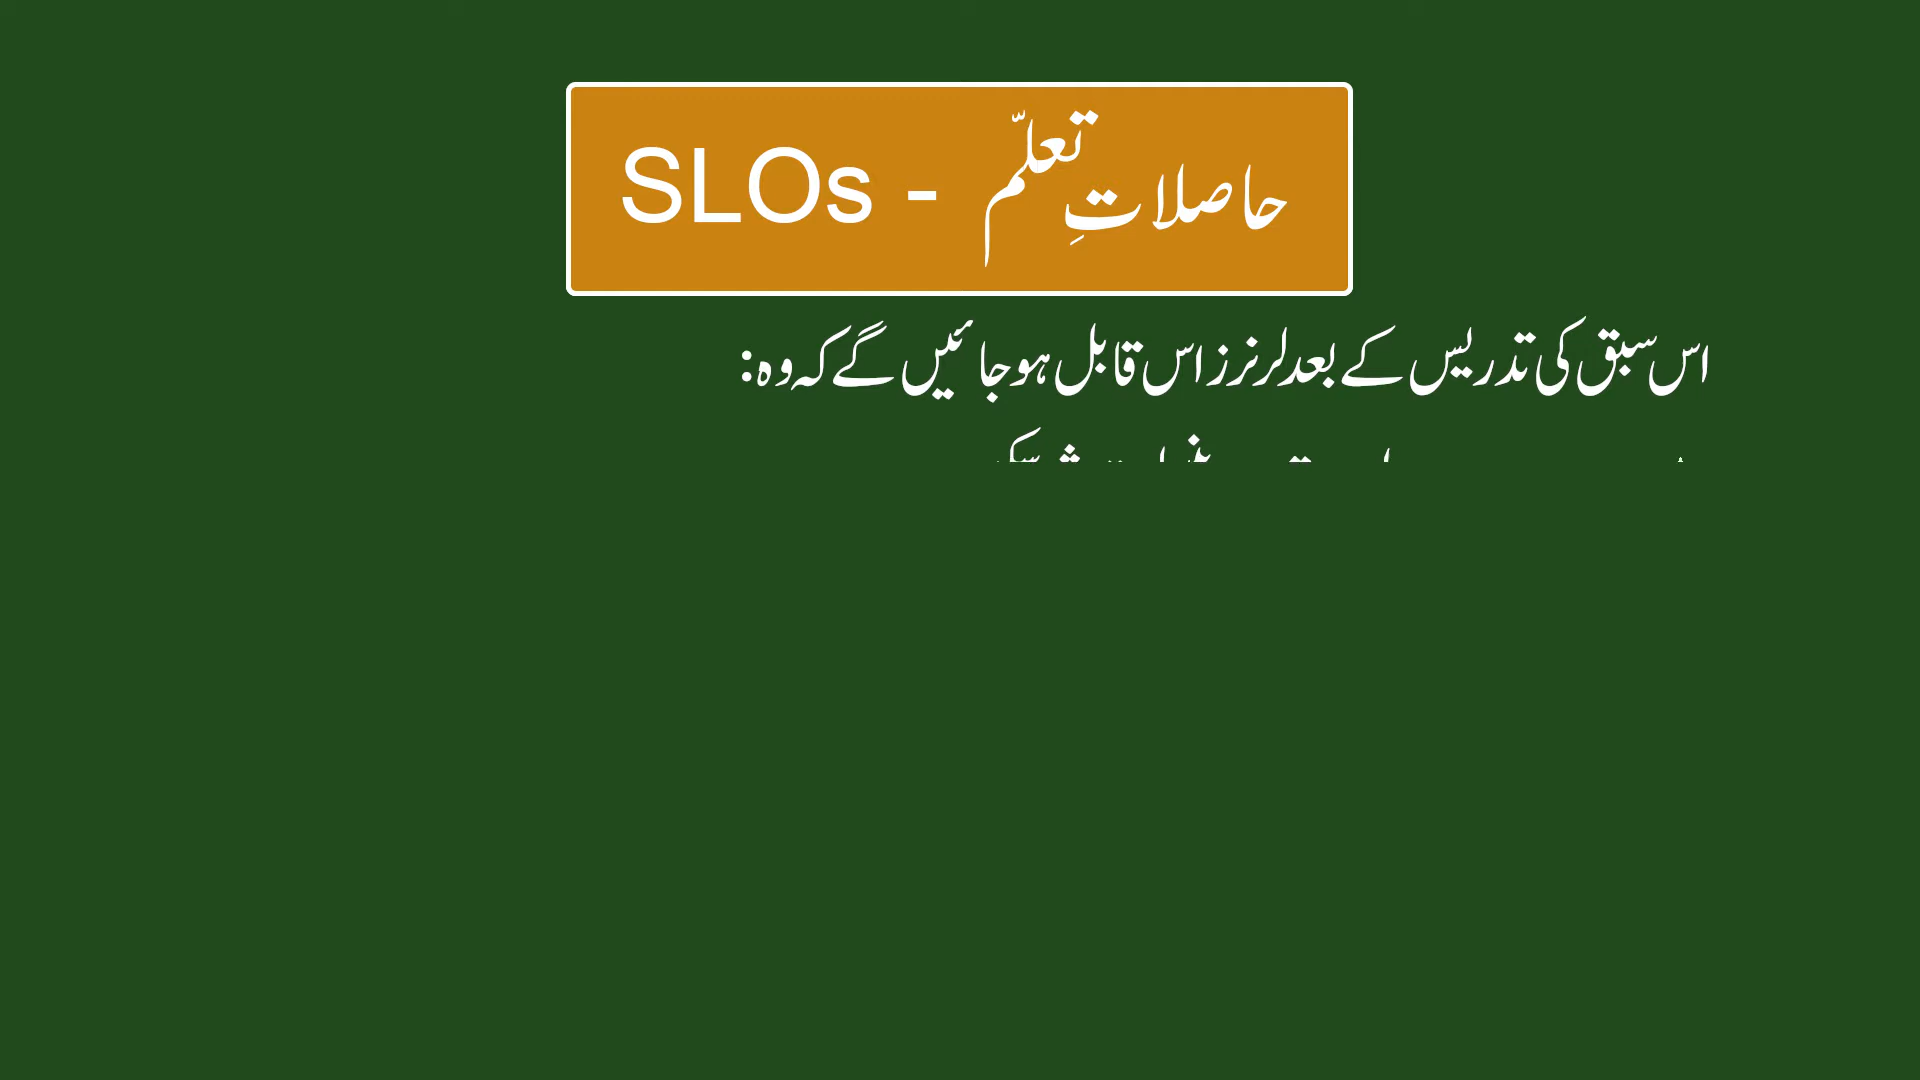 حاصلاتِ تعلّم - SLOs
اس سبق کی تدریس کے بعد لرنرز اس قابل ہو جائیں گے کہ وہ: